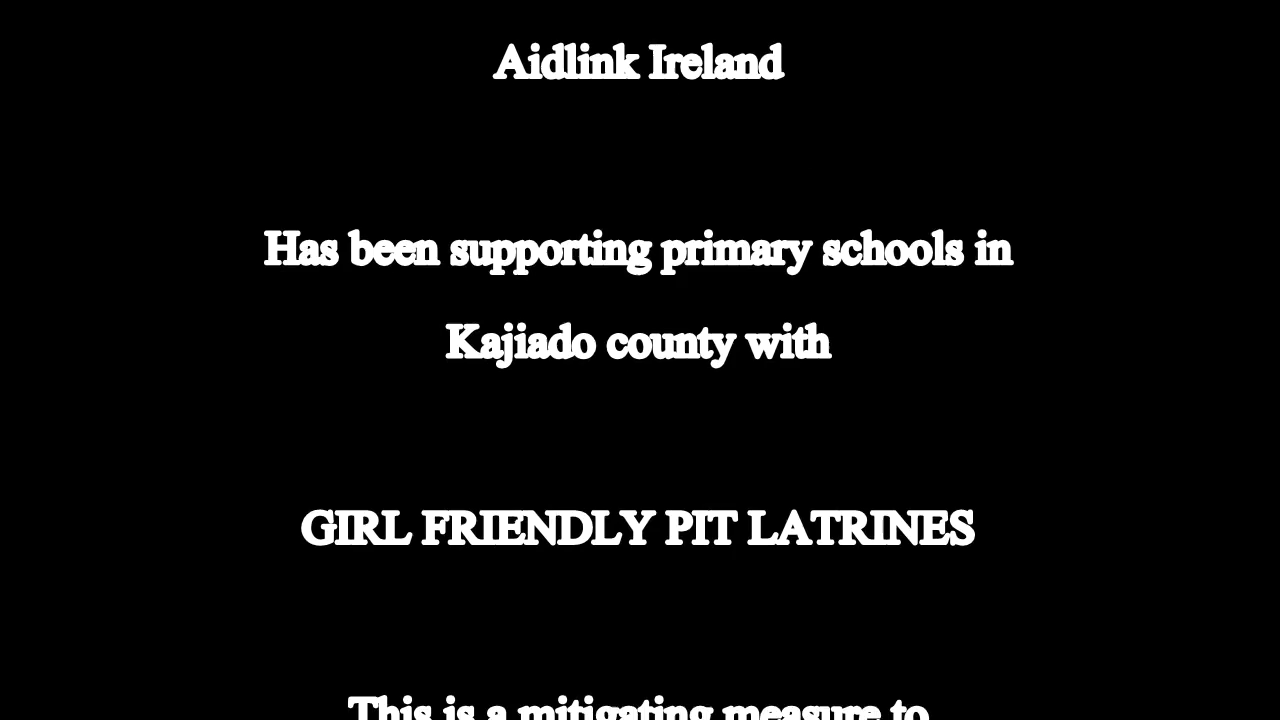 Aidlink Ireland
Has been supporting primary schools in
Kajiado county with
GIRL FRIENDLY PIT LATRINES
This is a mitigating measure to